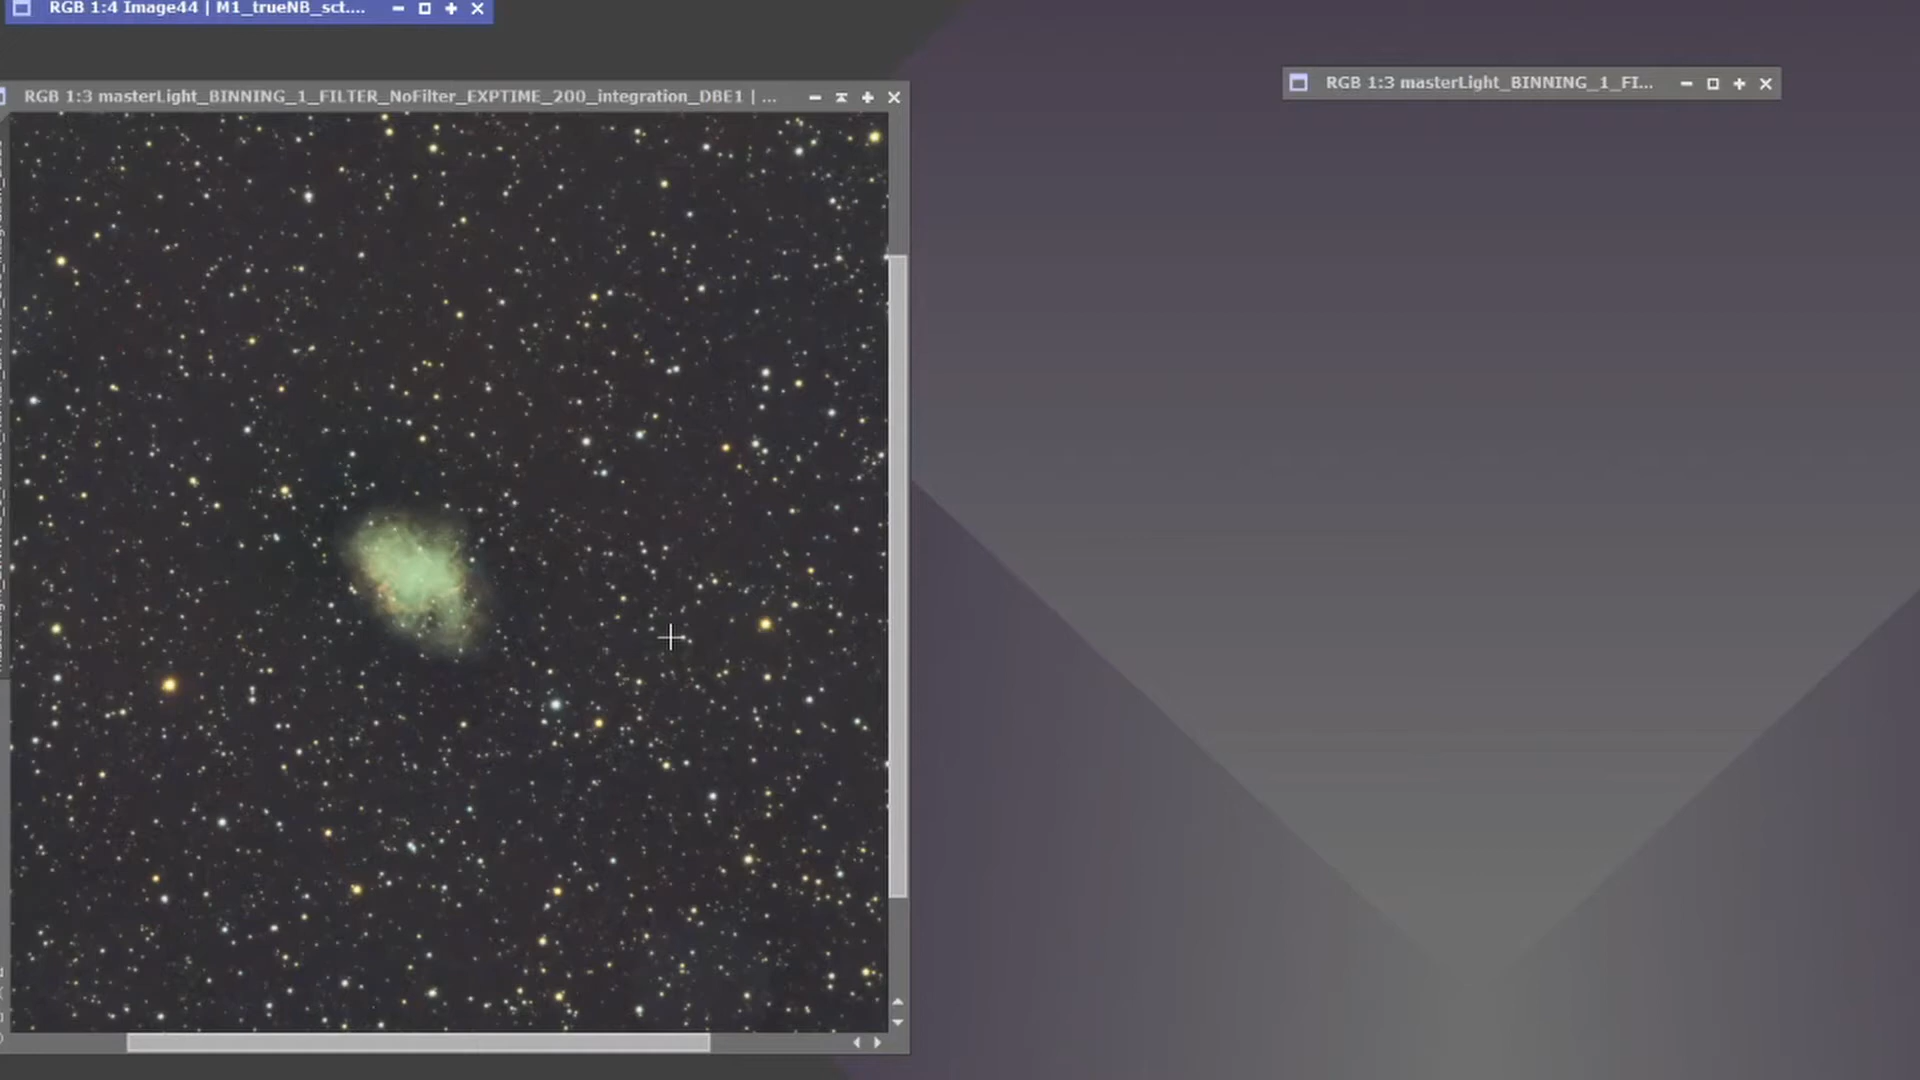 RGB 1:4 Image44 | M1_trueNB_sct....
RGB 1:3 masterLight_BINNING_1_FI...
RGB 1:3 masterLight_BINNING_1_FILTER_NoFilter_EXPTIME_200_integration_DBE1 | ...